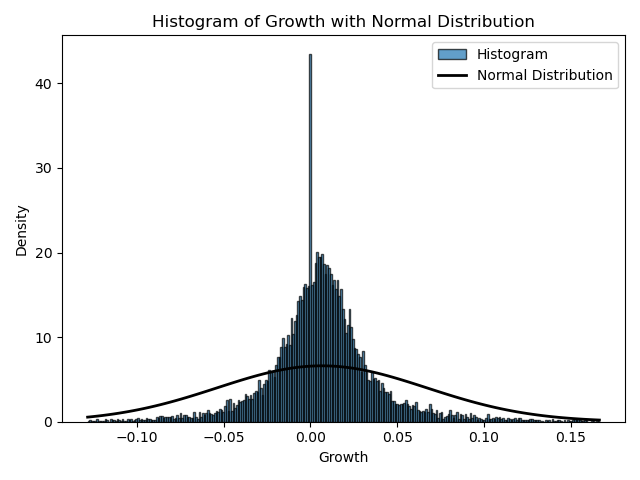 Histogram of Growth with Normal Distribution
Histogram
Normal Distribution
40
30
20
10
0
Density
−0.10
−0.05
0.00
0.05
0.10
0.15
Growth